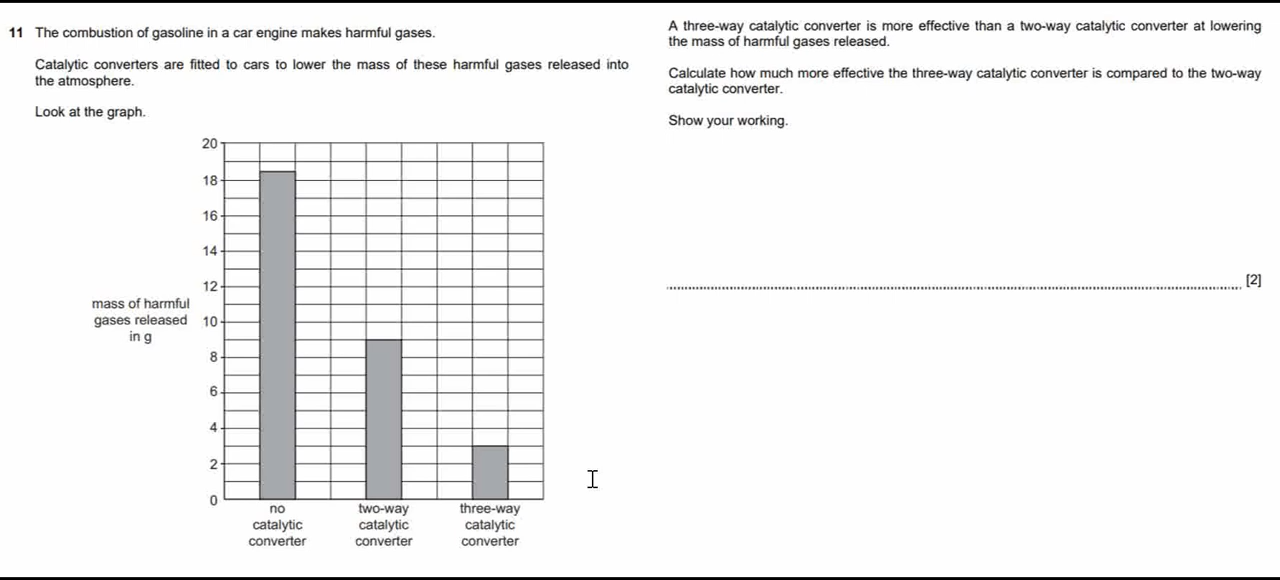 11 The combustion of gasoline in a car engine makes harmful gases.
Catalytic converters are fitted to cars to lower the mass of these harmful gases released into
the atmosphere.
Look at the graph.
20
18
16
14
12
10
8
6
4
2
0
mass of harmful
gases released
in g
no
catalytic
converter
two-way
catalytic
converter
three-way
catalytic
converter
A three-way catalytic converter is more effective than a two-way catalytic converter at lowering
the mass of harmful gases released.
Calculate how much more effective the three-way catalytic converter is compared to the two-way
catalytic converter.
Show your working.
[2]